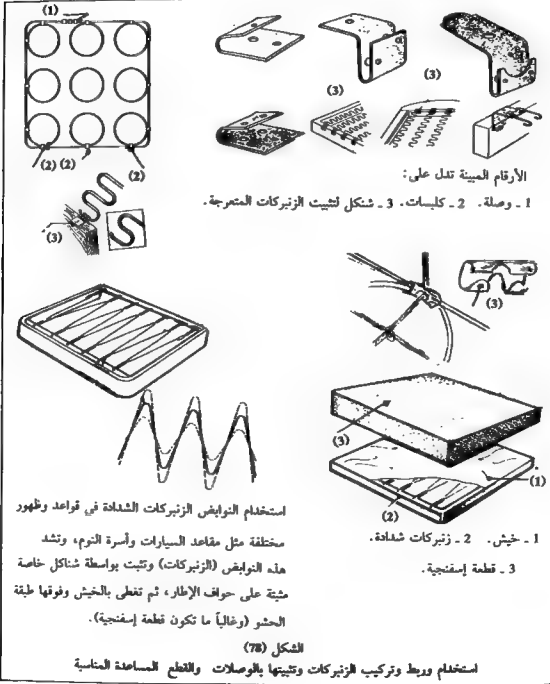 (1)
(3)
(3)
(2)
(2)
(2)
(3)
الأرقام المبينة تدل على:
1 ـ وصلة. 2 ـ كلبسات. 3 ـ شنكل لتثبيت الزنبركات المتعرجة.
(3)
(3)
(1)
(2)
1 ـ خيش. 2 ـ زنبركات شدادة.
3 ـ قطعة إسفنجية.
استخدام النوابض الزنبركات الشدادة في قواعد وظهور
مختلفة مثل مقاعد السيارات وأسرة النوم، وتشد
هذه النوابض (الزنبركات) وتثبت بواسطة شناكل خاصة
مثبتة على حواف الإطار، ثم تغطى بالخيش وفوقها طبقة
الحشو (وغالباً ما تكون قطعة إسفنجية).
الشكل (78)
استخدام وربط وتركيب الزنبركات وتثبيتها بالوصلات والقطع المساعدة المناسبة